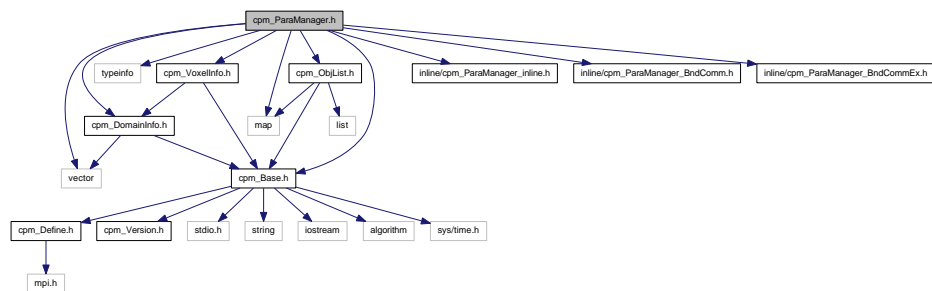 cpm_ParaManager.h
typeinfo
cpm_VoxelInfo.h
cpm_ObjList.h
inline/cpm_ParaManager_inline.h
inline/cpm_ParaManager_BndComm.h
inline/cpm_ParaManager_BndCommEx.h
cpm_DomainInfo.h
map
list
vector
cpm_Base.h
cpm_Define.h
cpm_Version.h
stdio.h
string
iostream
algorithm
sys/time.h
mpi.h